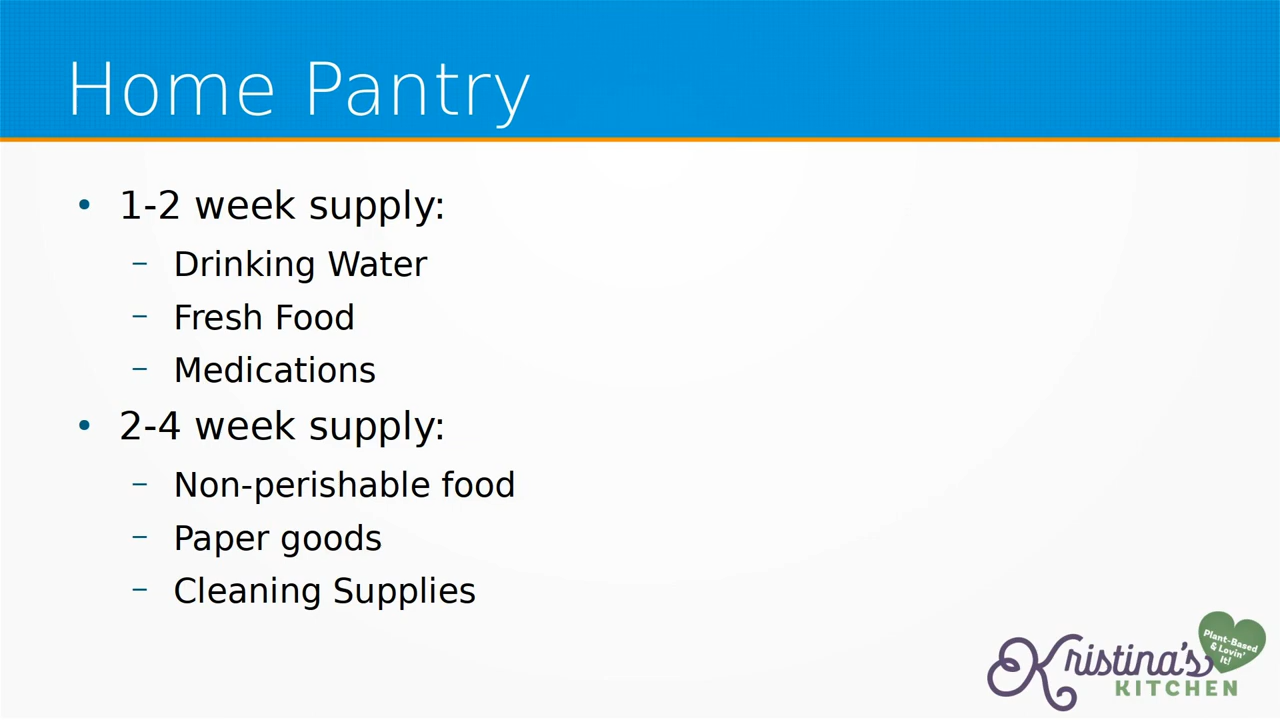 Home Pantry
• 1-2 week supply:
– Drinking Water
– Fresh Food
– Medications
• 2-4 week supply:
– Non-perishable food
– Paper goods
– Cleaning Supplies
Plant-Based
& Lovin'
It!
Kristina's
KITCHEN